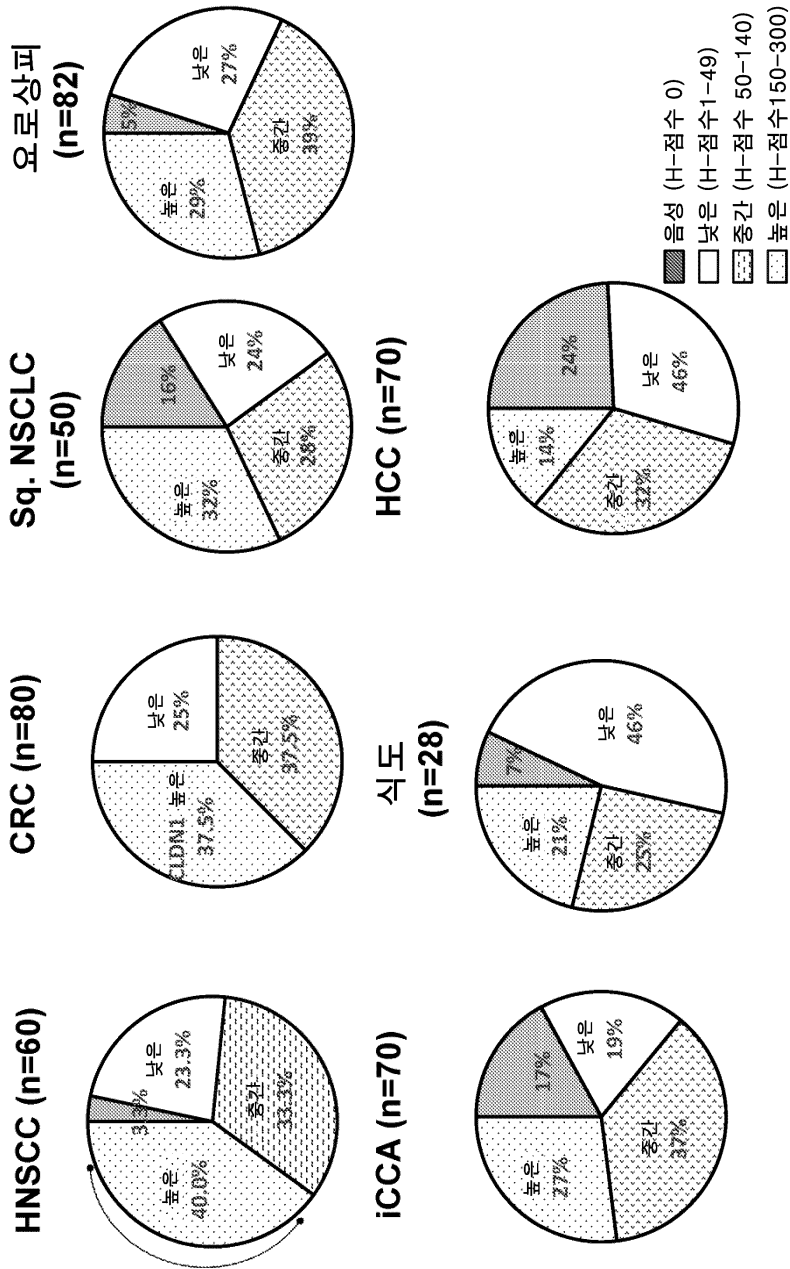 HNSCC (n=60)
3.3%
낮은
23.3%
중간
33.3%
높은
40.0%
CRC (n=80)
낮은
25%
중간
37.5%
CLDN1 높은
37.5%
Sq. NSCLC
(n=50)
16%
낮은
24%
중간
28%
높은
32%
요로상피
(n=82)
5%
낮은
27%
중간
39%
높은
29%
iCCA (n=70)
17%
낮은
19%
중간
37%
높은
27%
식도
(n=28)
7%
낮은
46%
중간
25%
높은
21%
HCC (n=70)
24%
낮은
46%
중간
32%
높은
14%
음성 (H-점수 0)
낮은 (H-점수1-49)
중간 (H-점수 50-140)
높은 (H-점수150-300)